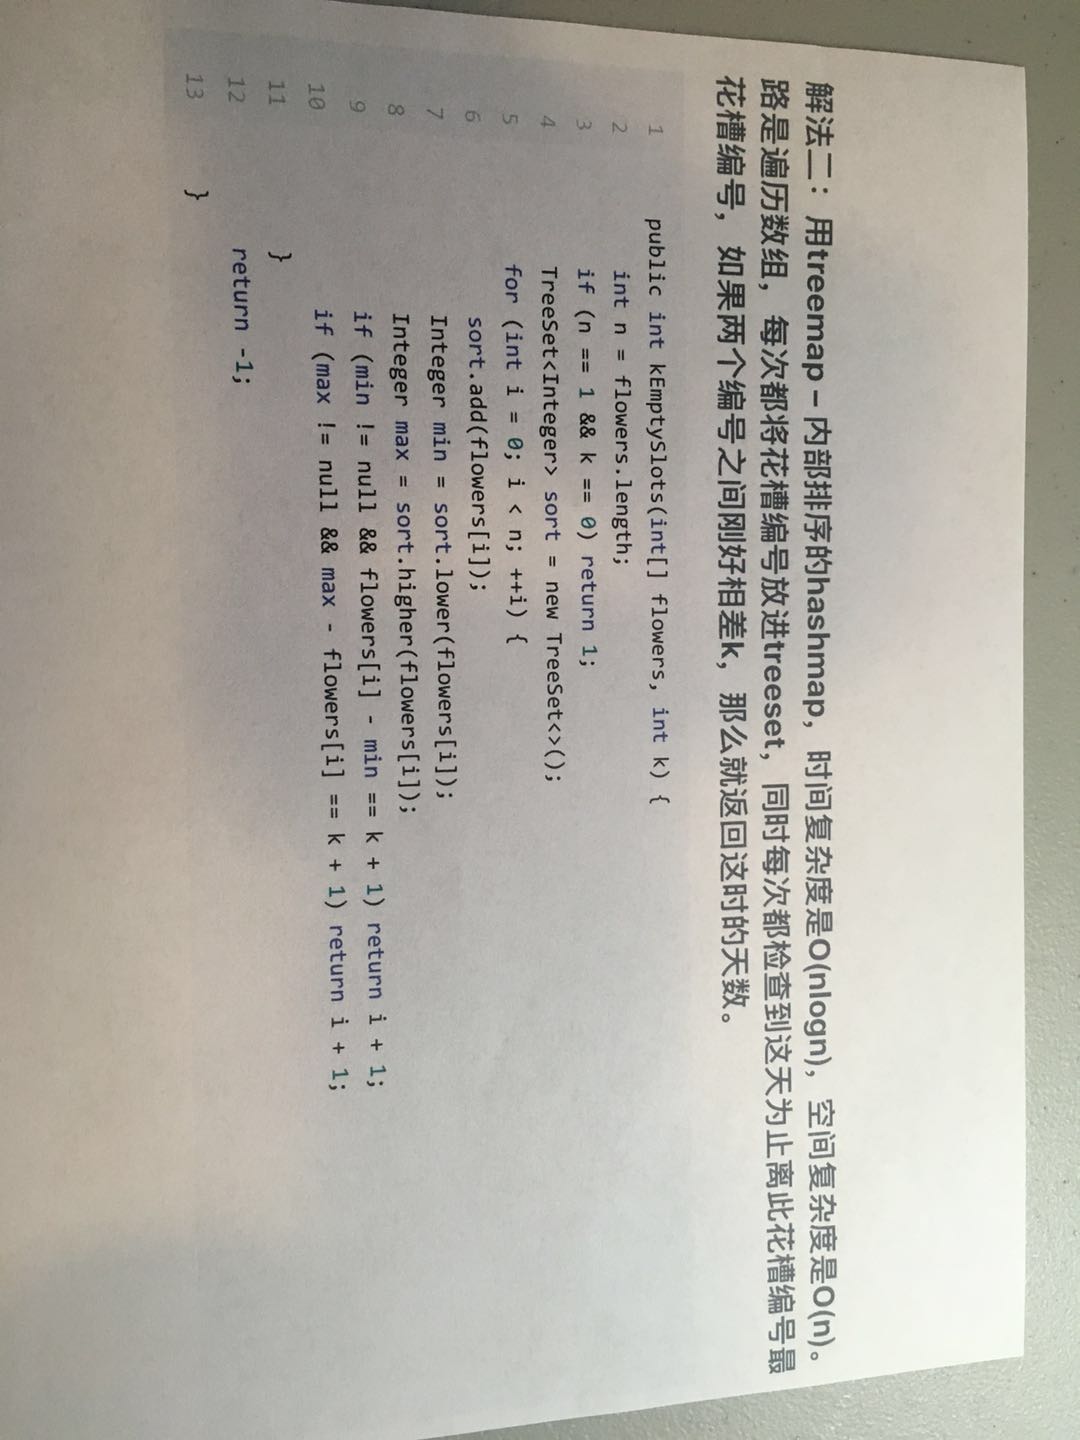 解法二：用treemap – 内部排序的hashmap，时间复杂度是O(nlogn)，空间复杂度是O(n)。
路是遍历数组，每次都将花槽编号放进treeset，同时每次都检查到这天为止离此花槽编号最
花槽编号，如果两个编号之间刚好相差k，那么就返回这时的天数。
1 public int kEmptySlots(int[] flowers, int k) {
2 int n = flowers.length;
3 if (n == 1 && k == 0) return 1;
4 TreeSet<Integer> sort = new TreeSet<>();
5 for (int i = 0; i < n; ++i) {
6 sort.add(flowers[i]);
7 Integer min = sort.lower(flowers[i]);
8 Integer max = sort.higher(flowers[i]);
9 if (min != null && flowers[i] - min == k + 1) return i + 1;
10 if (max != null && max - flowers[i] == k + 1) return i + 1;
11 }
12 return -1;
13 }